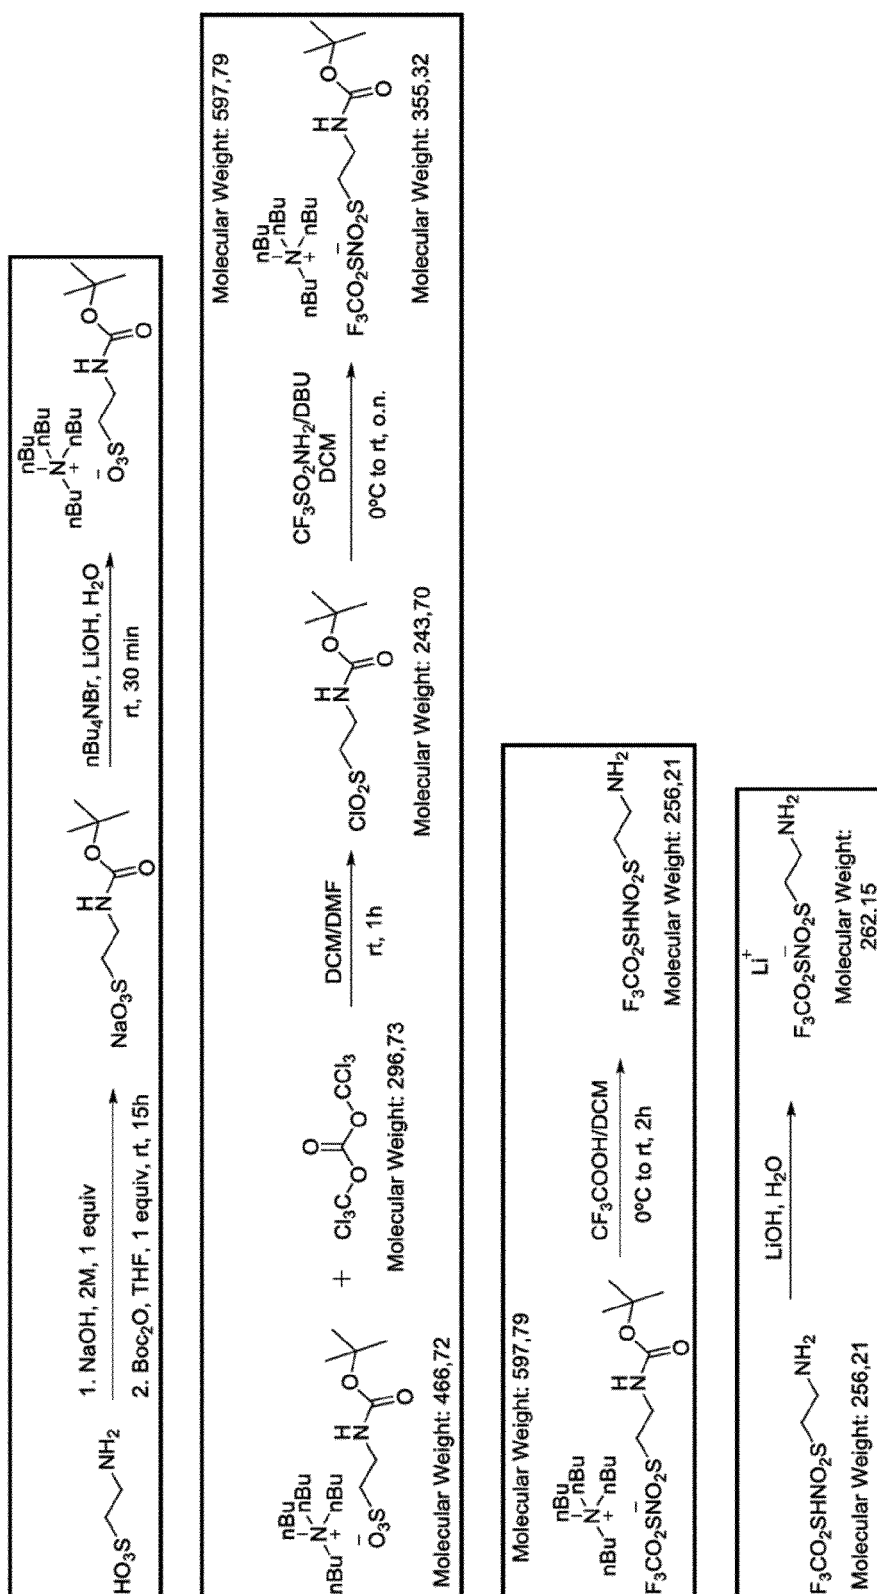 HO3S
NH2
1. NaOH, 2M, 1 equiv
2. Boc2O, THF, 1 equiv, rt, 15h
NaO3S
H
N
O
O
nBu4NBr, LiOH, H2O
rt, 30 min
nBu
nBu
nBu
nBu
N
+
−
O3S
H
N
O
O
nBu
nBu
nBu
nBu
N
+
−
O3S
H
N
O
O
Molecular Weight: 466,72
+
Cl3C
O
O
O
CCl3
Molecular Weight: 296,73
DCM/DMF
rt, 1h
ClO2S
H
N
O
O
Molecular Weight: 243,70
CF3SO2NH2/DBU
DCM
0ºC to rt, o.n.
Molecular Weight: 597,79
nBu
nBu
nBu
nBu
N
+
−
F3CO2SNO2S
H
N
O
O
Molecular Weight: 355,32
Molecular Weight: 597,79
nBu
nBu
nBu
nBu
N
+
−
F3CO2SNO2S
H
N
O
O
CF3COOH/DCM
0ºC to rt, 2h
F3CO2SHNO2S
NH2
Molecular Weight: 256,21
F3CO2SHNO2S
NH2
Molecular Weight: 256,21
LiOH, H2O
Li+
−
F3CO2SNO2S
NH2
Molecular Weight:
262.15